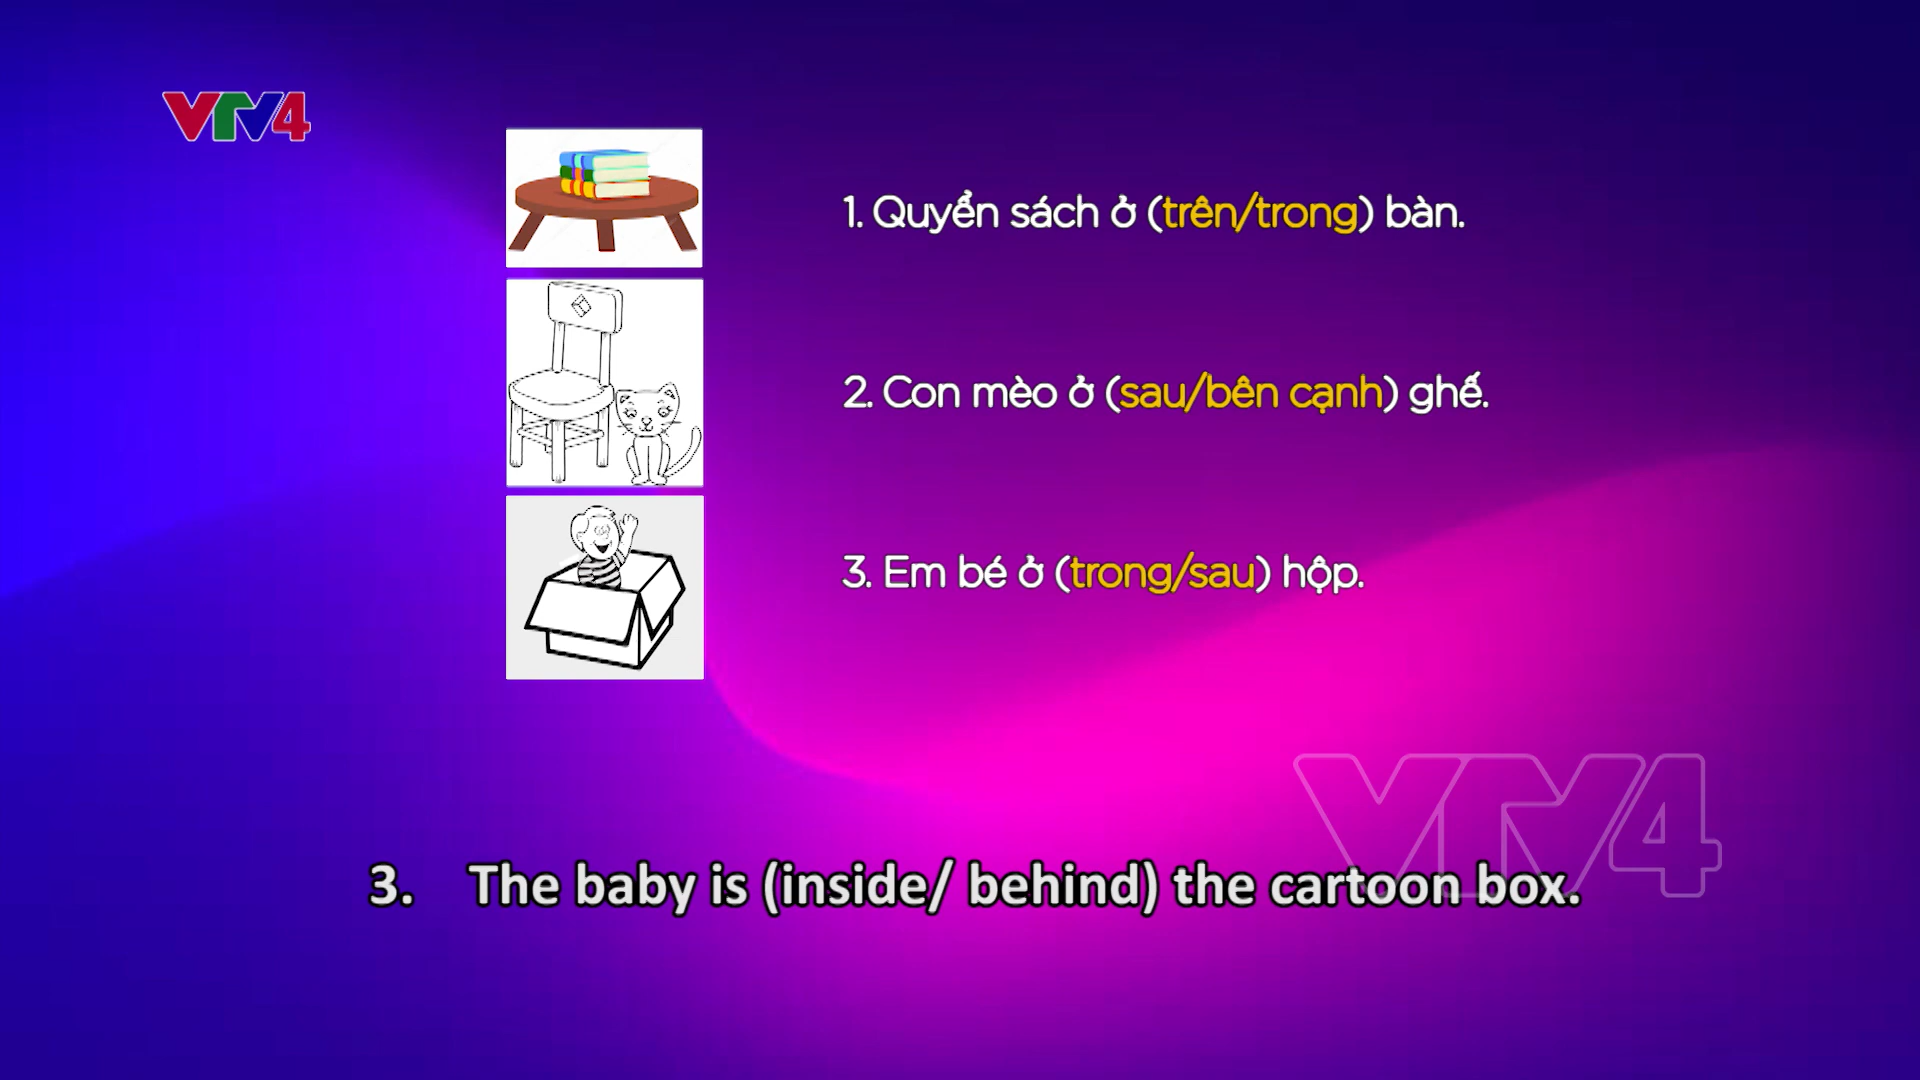 VTV4
1. Quyển sách ở (trên/trong) bàn.
2. Con mèo ở (sau/bên cạnh) ghế.
3. Em bé ở (trong/sau) hộp.
VTV4
3. The baby is (inside/ behind) the cartoon box.